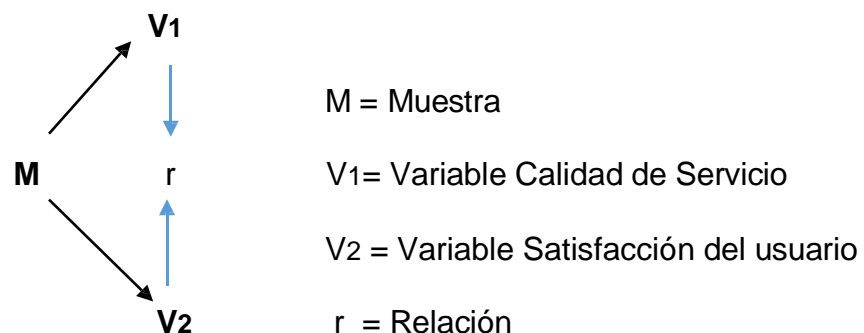 V1
M = Muestra
M r V1= Variable Calidad de Servicio
V2 = Variable Satisfacción del usuario
V2 r = Relación